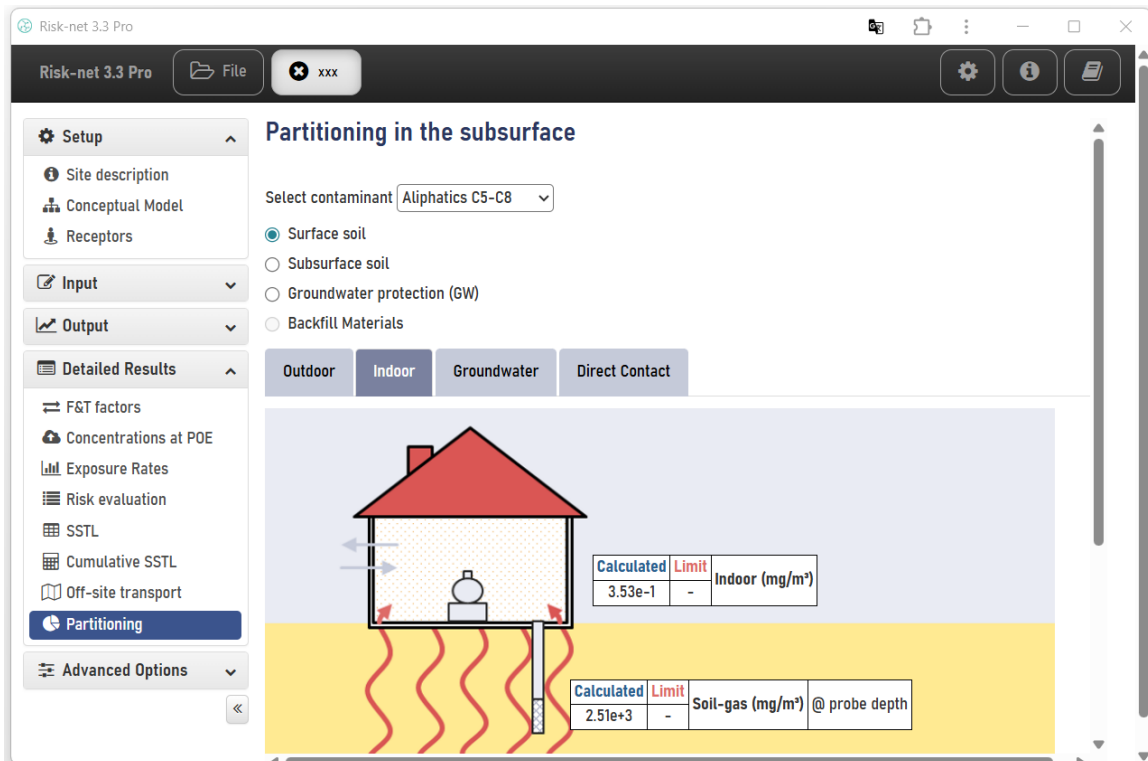 Risk-net 3.3 Pro
Risk-net 3.3 Pro File xxx
Setup
Site description
Conceptual Model
Receptors
Input
Output
Detailed Results
F&T factors
Concentrations at POE
Exposure Rates
Risk evaluation
SSTL
Cumulative SSTL
Off-site transport
Partitioning
Advanced Options
«
Partitioning in the subsurface
Select contaminant Aliphatics C5-C8
Surface soil
Subsurface soil
Groundwater protection (GW)
Backfill Materials
Outdoor Indoor Groundwater Direct Contact
Calculated Limit Indoor (mg/m³)
3.53e-1 -
Calculated Limit Soil-gas (mg/m³) @ probe depth
2.51e+3 -